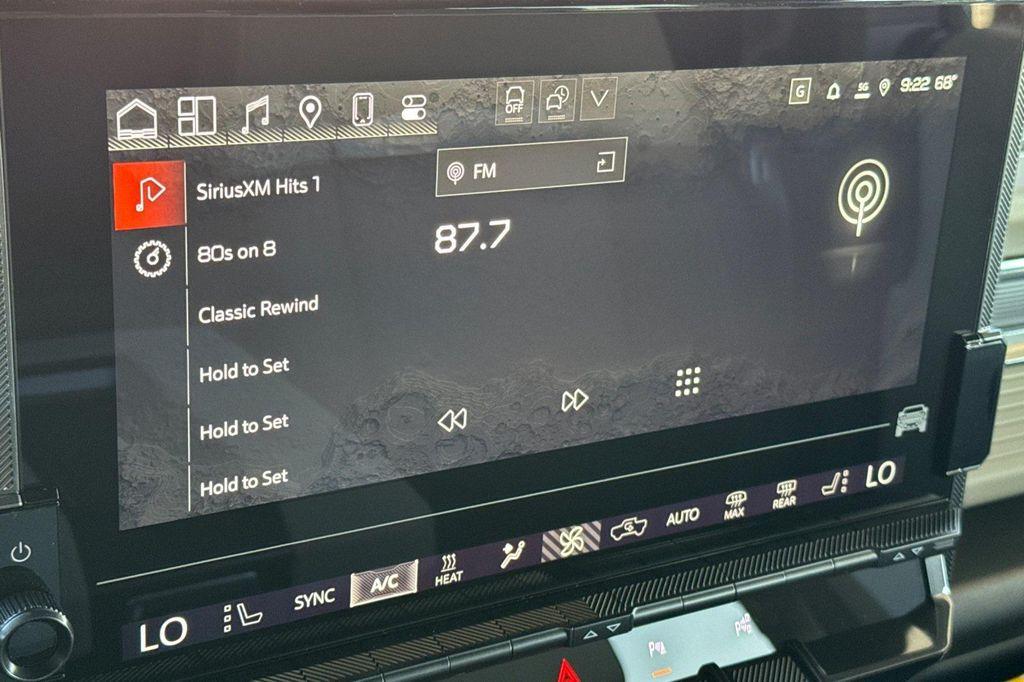 OFF
G
5G
9:22 68°
SiriusXM Hits 1
FM
80s on 8
87.7
Classic Rewind
Hold to Set
Hold to Set
Hold to Set
LO
SYNC
A/C
HEAT
AUTO
MAX
REAR
LO